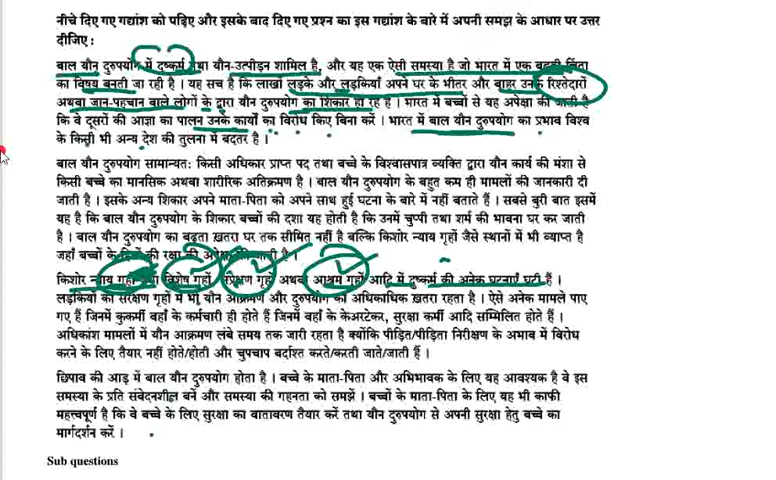 नीचे दिए गए गद्यांश को पढ़िए और इसके बाद दिए गए प्रश्न का इस गद्यांश के बारे में अपनी समझ के आधार पर उत्तर
दीजिए :
बाल यौन दुरुपयोग में दुष्कर्म तथा यौन-उत्पीड़न शामिल है, और यह एक ऐसी समस्या है जो भारत में एक बढ़ती चिंता
का विषय बनती जा रही है । यह सच है कि लाखों लड़के और लड़कियाँ अपने घर के भीतर और बाहर उनके रिश्तेदारों
अथवा जान-पहचान वाले लोगों के द्वारा यौन दुरुपयोग का शिकार हो रहे हैं । भारत में बच्चों से यह अपेक्षा की जाती है
कि वे दूसरों की आज्ञा का पालन उनके कार्यों का विरोध किए बिना करें । भारत में बाल यौन दुरुपयोग का प्रभाव विश्व
के किसी भी अन्य देश की तुलना में बदतर है ।
बाल यौन दुरुपयोग सामान्यत: किसी अधिकार प्राप्त पद तथा बच्चे के विश्वासपात्र व्यक्ति द्वारा यौन कार्य की मंशा से
किसी बच्चे का मानसिक अथवा शारीरिक अतिक्रमण है । बाल यौन दुरुपयोग के बहुत कम ही मामलों की जानकारी दी
जाती है । इसके अन्य शिकार अपने माता-पिता को अपने साथ हुई घटना के बारे में नहीं बताते हैं । सबसे बुरी बात इसमें
यह है कि बाल यौन दुरुपयोग के शिकार बच्चों की दशा यह होती है कि उनमें चुप्पी तथा शर्म की भावना घर कर जाती
है । बाल यौन दुरुपयोग का बढ़ता ख़तरा घर तक सीमित नहीं है बल्कि किशोर न्याय गृहों जैसे स्थानों में भी व्याप्त है
जहाँ बच्चों के की रक्षा की अपेक्षा की जाती है ।
किशोर न्याय गृहों विशेष गृहों संप्रेक्षण गृहों अथवा आश्रम गृहों आदि में दुष्कर्म की अनेक घटनाएँ घटी हैं ।
लड़कियों की संरक्षण गृहों में भी यौन आक्रमण और दुरुपयोग का अधिकाधिक ख़तरा रहता है । ऐसे अनेक मामले पाए
गए हैं जिनमें कुकर्मी वहाँ के कर्मचारी ही होते हैं जिनमें वहाँ के केअरटेकर, सुरक्षा कर्मी आदि सम्मिलित होते हैं ।
अधिकांश मामलों में यौन आक्रमण लंबे समय तक जारी रहता है क्योंकि पीड़ित/पीड़िता निरीक्षण के अभाव में विरोध
करने के लिए तैयार नहीं होते/होती और चुपचाप बर्दाश्त करते/करती जाते/जाती हैं ।
छिपाव की आड़ में बाल यौन दुरुपयोग होता है । बच्चे के माता-पिता और अभिभावक के लिए यह आवश्यक है वे इस
समस्या के प्रति संवेदनशील बनें और समस्या की गहनता को समझें । बच्चों के माता-पिता के लिए यह भी काफी
महत्त्वपूर्ण है कि वे बच्चे के लिए सुरक्षा का वातावरण तैयार करें तथा यौन दुरुपयोग से अपनी सुरक्षा हेतु बच्चे का
मार्गदर्शन करें ।
Sub questions